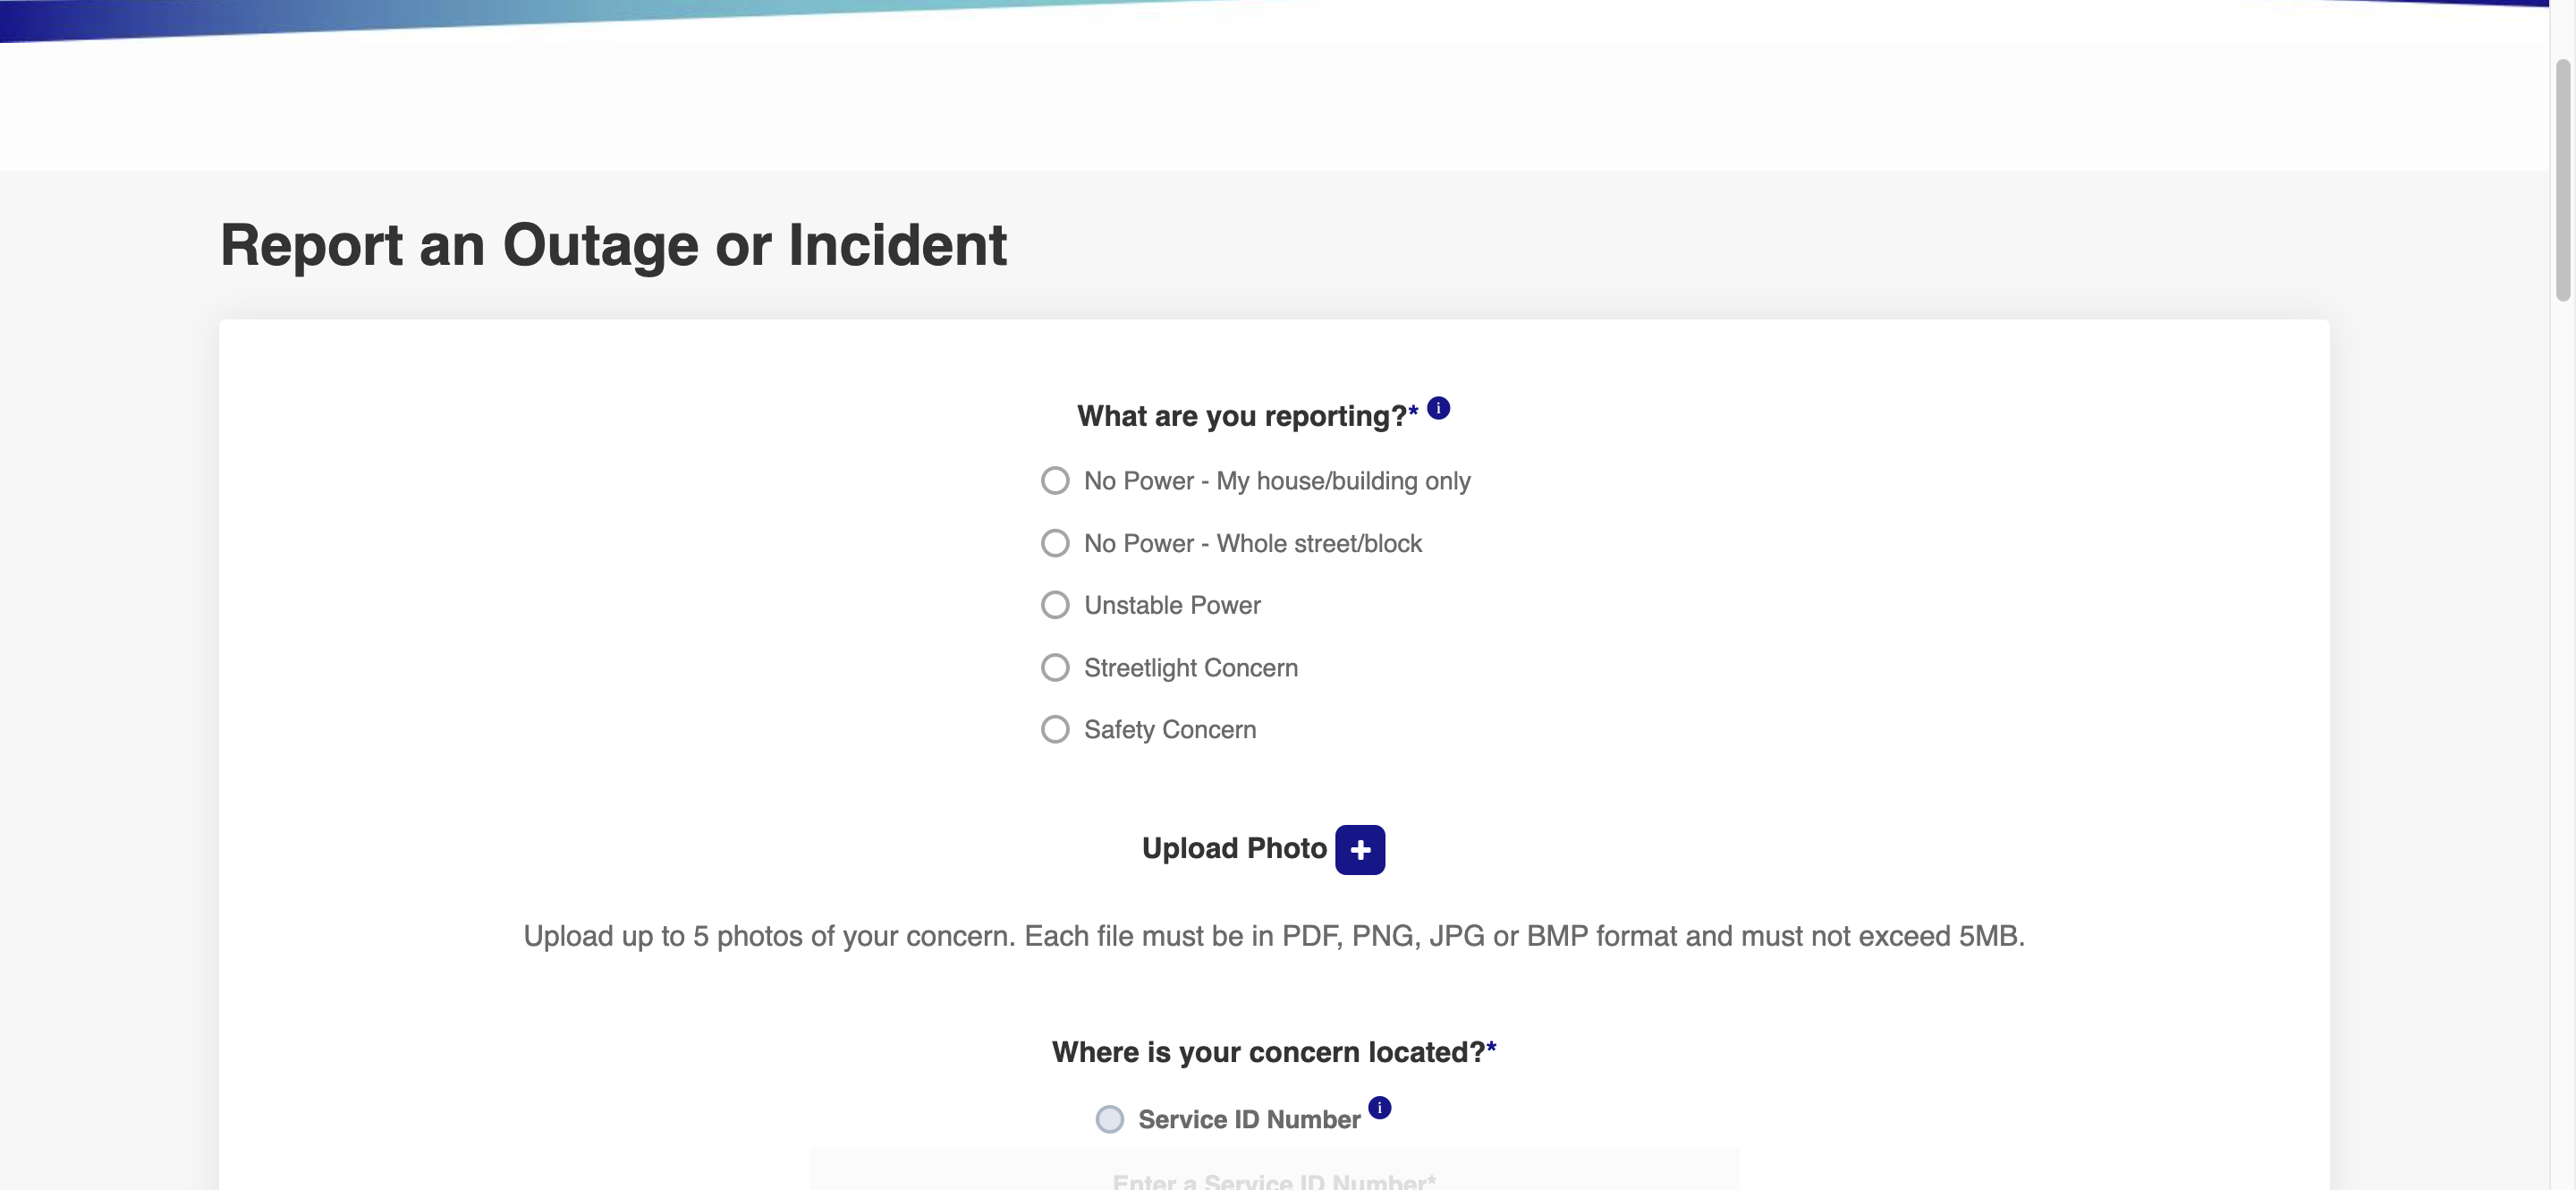 Report an Outage or Incident
What are you reporting?* i
No Power - My house/building only
No Power - Whole street/block
Unstable Power
Streetlight Concern
Safety Concern
Upload Photo +
Upload up to 5 photos of your concern. Each file must be in PDF, PNG, JPG or BMP format and must not exceed 5MB.
Where is your concern located?*
Service ID Number i
Enter a Service ID Number*